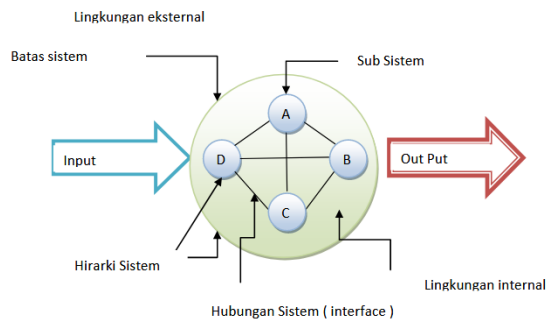 Lingkungan eksternal
Batas sistem
Sub Sistem
A
Input
D
B
Out Put
C
Hirarki Sistem
Lingkungan internal
Hubungan Sistem ( interface )